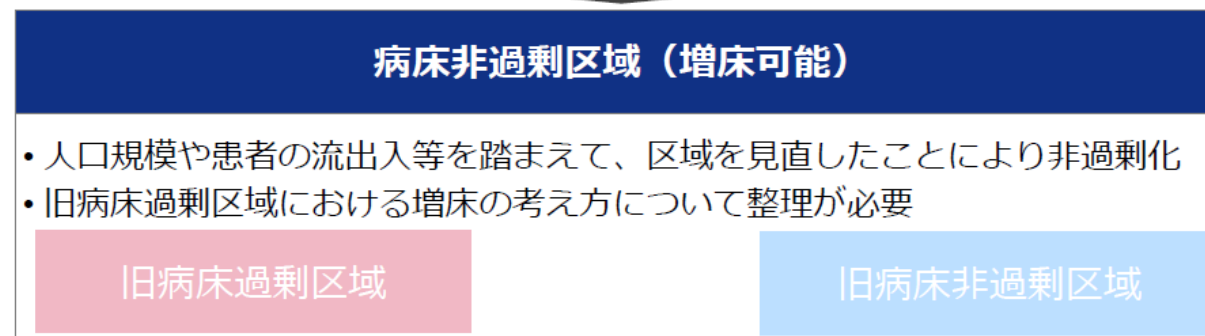 病床非過剰区域（増床可能）
• 人口規模や患者の流出入等を踏まえて、区域を見直したことにより非過剰化
• 旧病床過剰区域における増床の考え方について整理が必要
旧病床過剰区域
旧病床非過剰区域